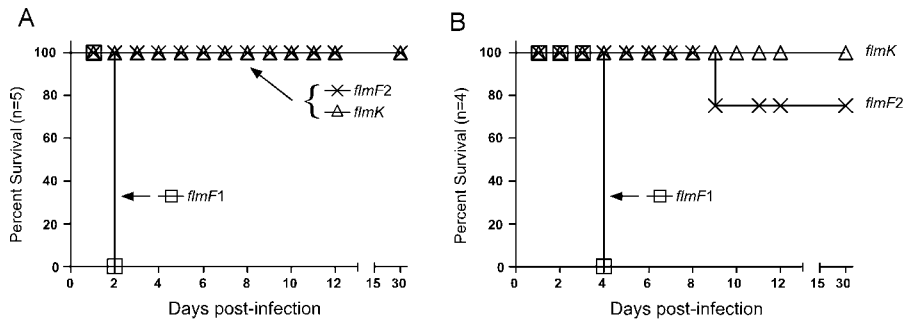 A
Percent Survival (n=5)
100
80
60
40
20
0
flmF2
flmK
flmF1
0 2 4 6 8 10 12 15 30
Days post-infection
B
Percent Survival (n=4)
100
80
60
40
20
0
flmK
flmF2
flmF1
0 2 4 6 8 10 12 15 30
Days post-infection